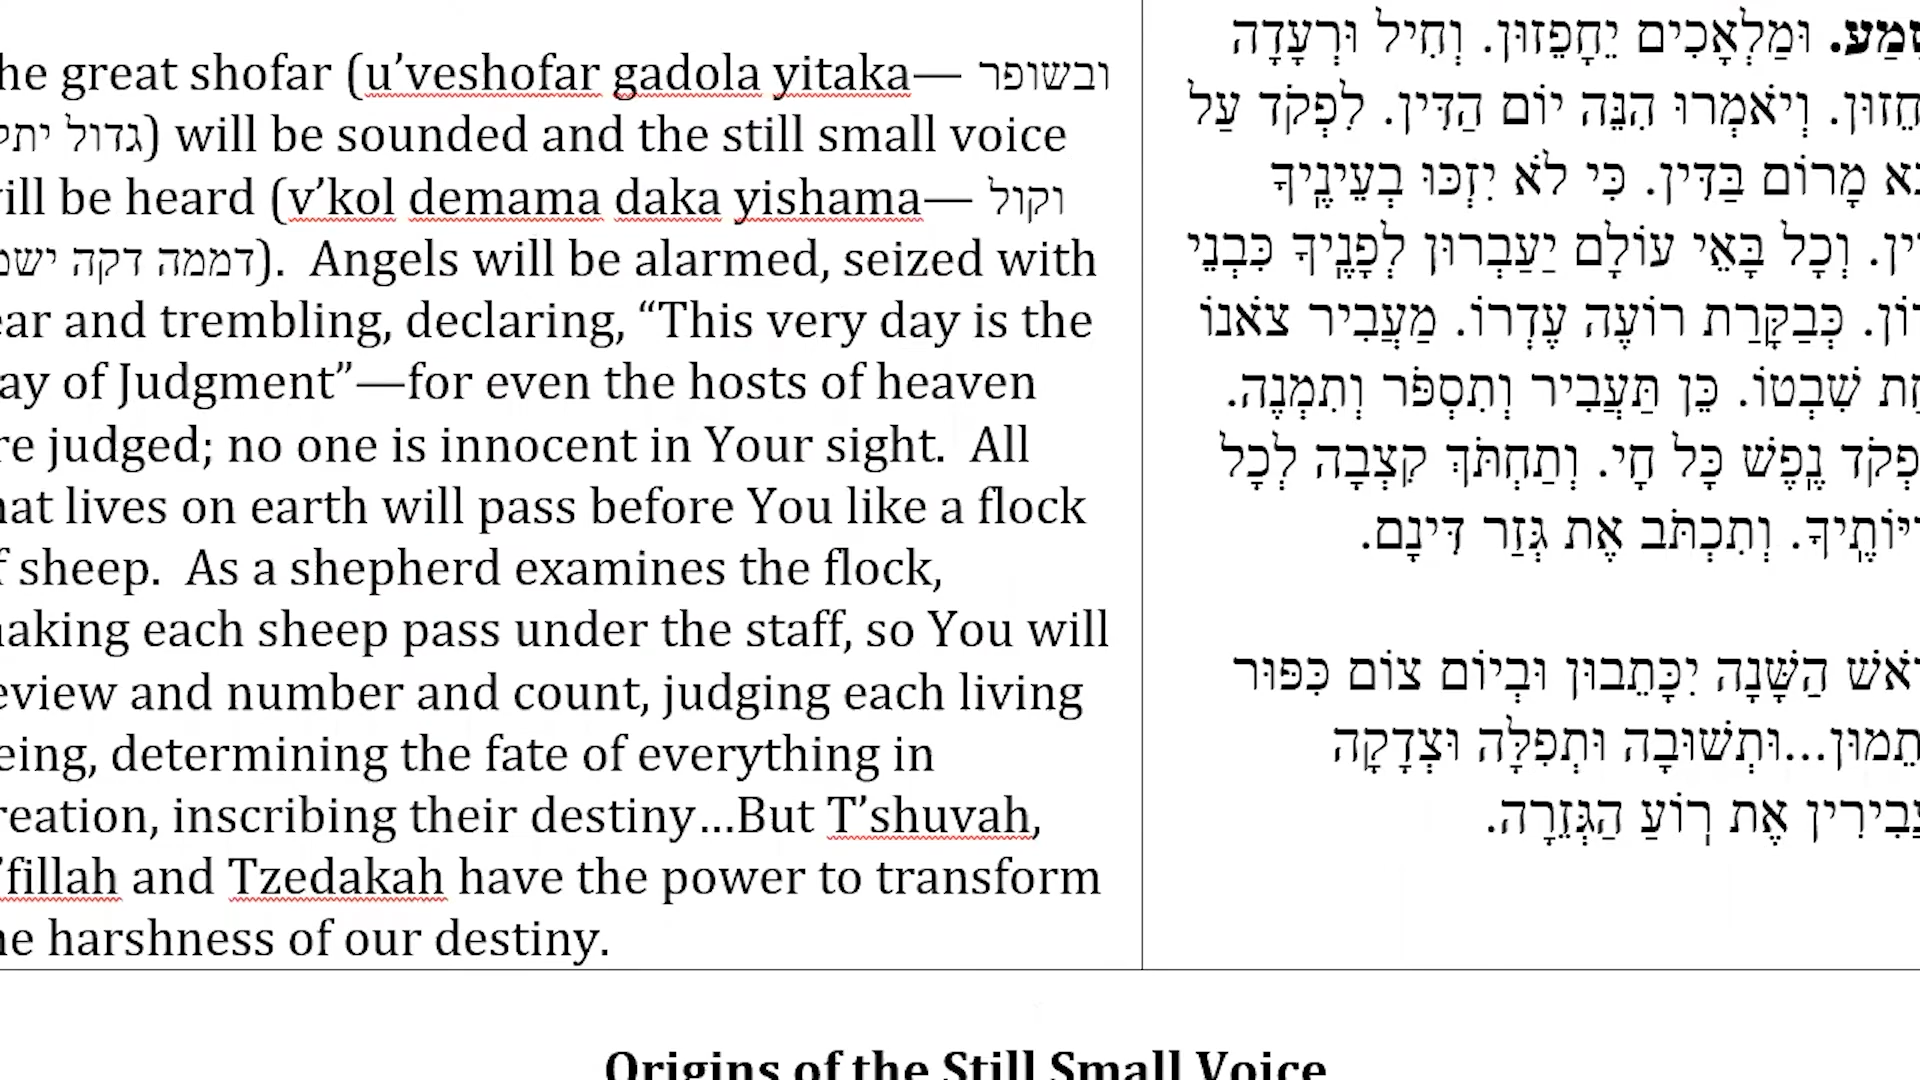 he great shofar (u’veshofar gadola yitaka— ובשופר
גדול יתק) will be sounded and the still small voice
ill be heard (v’kol demama daka yishama— וקול
דממה דקה ישמ).  Angels will be alarmed, seized with
ear and trembling, declaring, “This very day is the
ay of Judgment”—for even the hosts of heaven
re judged; no one is innocent in Your sight.  All
hat lives on earth will pass before You like a flock
f sheep.  As a shepherd examines the flock,
aking each sheep pass under the staff, so You will
eview and number and count, judging each living
eing, determining the fate of everything in
reation, inscribing their destiny…But T’shuvah,
’fillah and Tzedakah have the power to transform
he harshness of our destiny.
שָּׁמַע. וּמַלְאָכִים יֵחָפֵזוּן. וְחִיל וּרְעָדָה
חֵזוּן. וְיֹאמְרוּ הִנֵּה יוֹם הַדִּין. לִפְקֹד עַל
בָא מָרוֹם בַּדִּין. כִּי לֹא יִזְכּוּ בְעֵינֶֽיךָ
דִּין. וְכָל בָּאֵי עוֹלָם יַעַבְרוּן לְפָנֶֽיךָ כִּבְנֵי
רוֹן. כְּבַקָּרַת רוֹעֶה עֶדְרוֹ. מַעֲבִיר צֹאנוֹ
חַת שִׁבְטוֹ. כֵּן תַּעֲבִיר וְתִסְפֹּר וְתִמְנֶה.
פְקֹד נֶֽפֶשׁ כָּל חָי. וְתַחְתֹּךְ קִצְבָה לְכָל
יּוֹתֶֽיךָ. וְתִכְתֹּב אֶת גְּזַר דִּינָם.
רֹאשׁ הַשָּׁנָה יִכָּתֵבוּן וּבְיוֹם צוֹם כִּפּוּר
תֵמוּן...וּתְשׁוּבָה וּתְפִלָּה וּצְדָקָה
עֲבִירִין אֶת רֽוֹעַ הַגְּזֵרָה.
Origins of the Still Small Voice